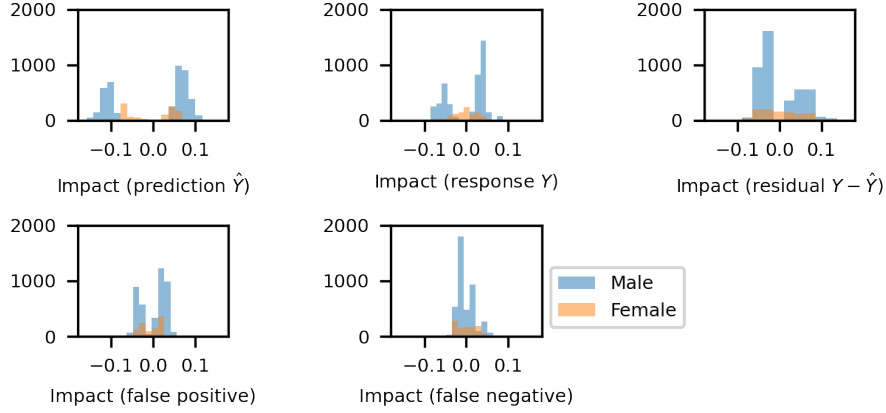 2000
1000
0
−0.1 0.0 0.1
Impact (prediction Ŷ)
2000
1000
0
−0.1 0.0 0.1
Impact (response Y)
2000
1000
0
−0.1 0.0 0.1
Impact (residual Y − Ŷ)
2000
1000
0
−0.1 0.0 0.1
Impact (false positive)
2000
1000
0
−0.1 0.0 0.1
Impact (false negative)
Male
Female